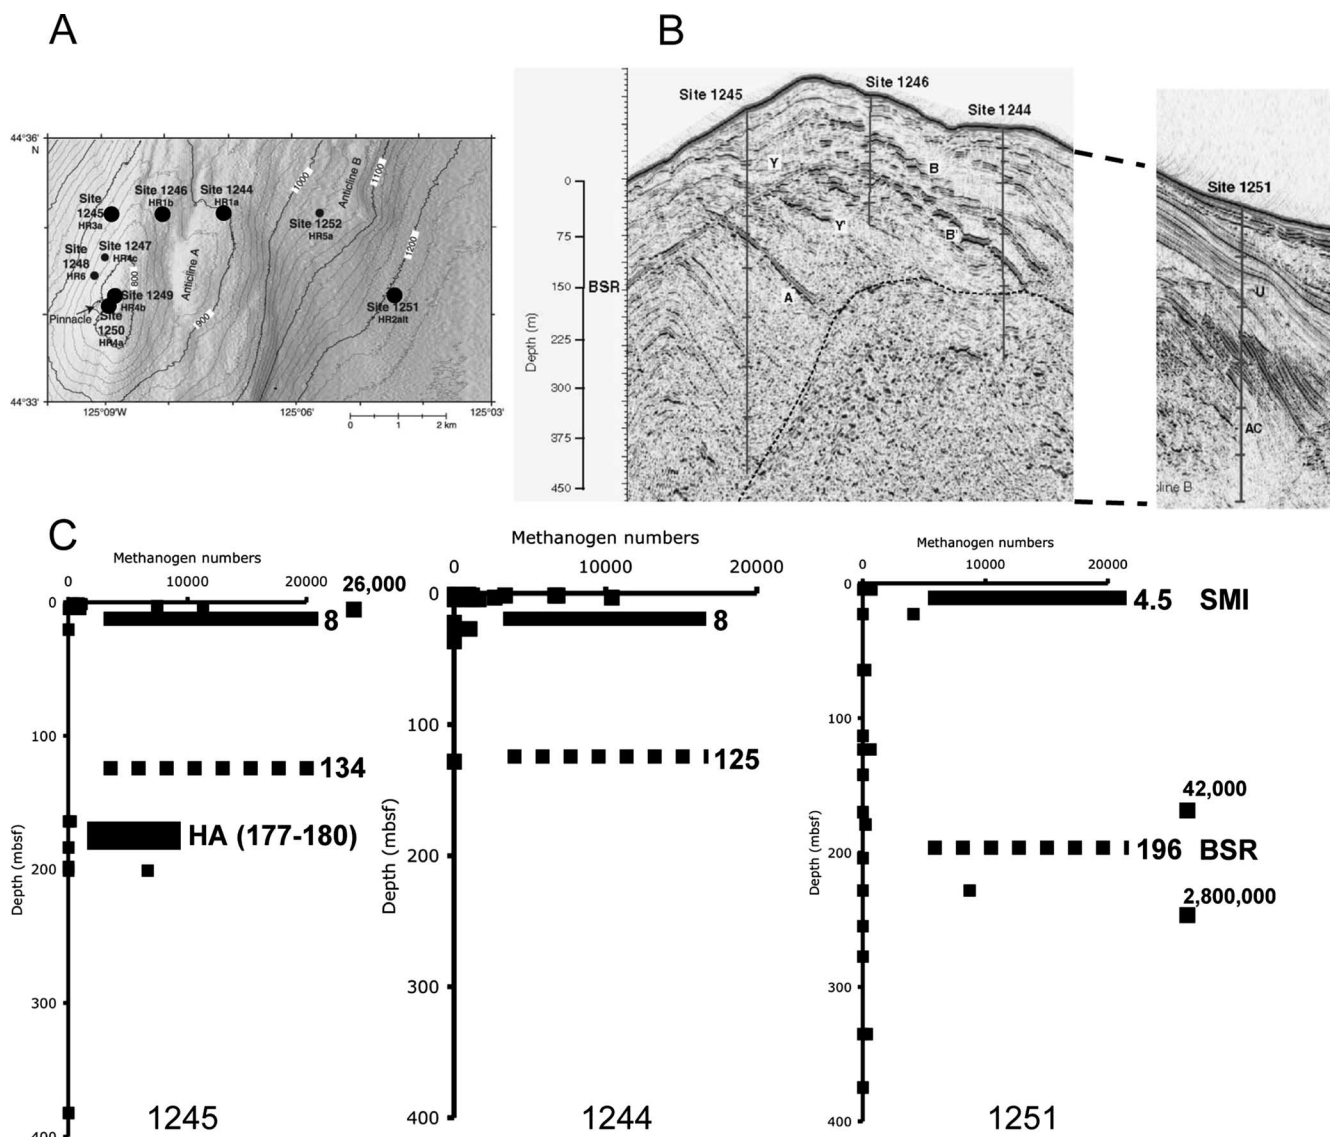 A
44°36'
N
44°33'
125°09'W
125°06'
125°03'
0 1 2 km
Site
1245
HR3a
Site 1246
HR1b
Site 1244
HR1a
Site 1247
HR4c
Site
1248
HR6
Site 1249
HR4b
Pinnacle
Site
1250
HR4a
Site 1252
HR5a
Site 1251
HR2alt
Anticline A
Anticline B
800
900
1000
1100
1200
B
Site 1245
Site 1246
Site 1244
Site 1251
Y
Y'
B
B'
A
U
AC
line B
BSR
Depth (m)
0
75
150
225
300
375
450
C
Methanogen numbers
0 10000 20000
26,000
8
134
HA (177-180)
Depth (mbsf)
0
100
200
300
400
1245
Methanogen numbers
0 10000 20000
8
125
Depth (mbsf)
0
100
200
300
400
1244
Methanogen numbers
0 10000 20000
4.5 SMI
42,000
196 BSR
2,800,000
Depth (mbsf)
0
100
200
300
400
1251